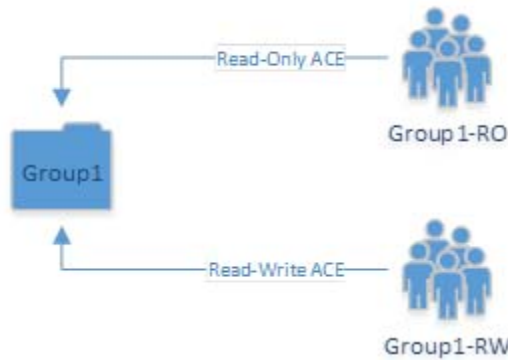 Read-Only ACE
Group1-RO
Group1
Read-Write ACE
Group1-RW